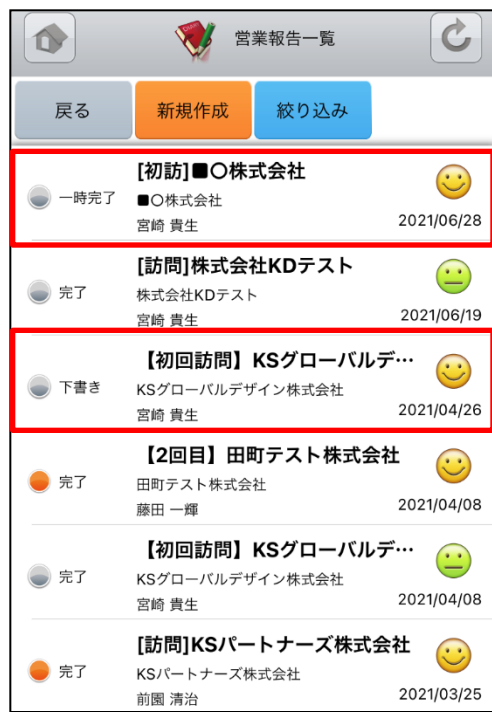 営業報告一覧
戻る
新規作成
絞り込み
[初訪]■〇株式会社
一時完了
■〇株式会社
宮崎 貴生
2021/06/28
[訪問]株式会社KDテスト
完了
株式会社KDテスト
宮崎 貴生
2021/06/19
【初回訪問】KSグローバルデ…
下書き
KSグローバルデザイン株式会社
宮崎 貴生
2021/04/26
【2回目】田町テスト株式会社
完了
田町テスト株式会社
藤田 一輝
2021/04/08
【初回訪問】KSグローバルデ…
完了
KSグローバルデザイン株式会社
宮崎 貴生
2021/04/08
[訪問]KSパートナーズ株式会社
完了
KSパートナーズ株式会社
前園 清治
2021/03/25